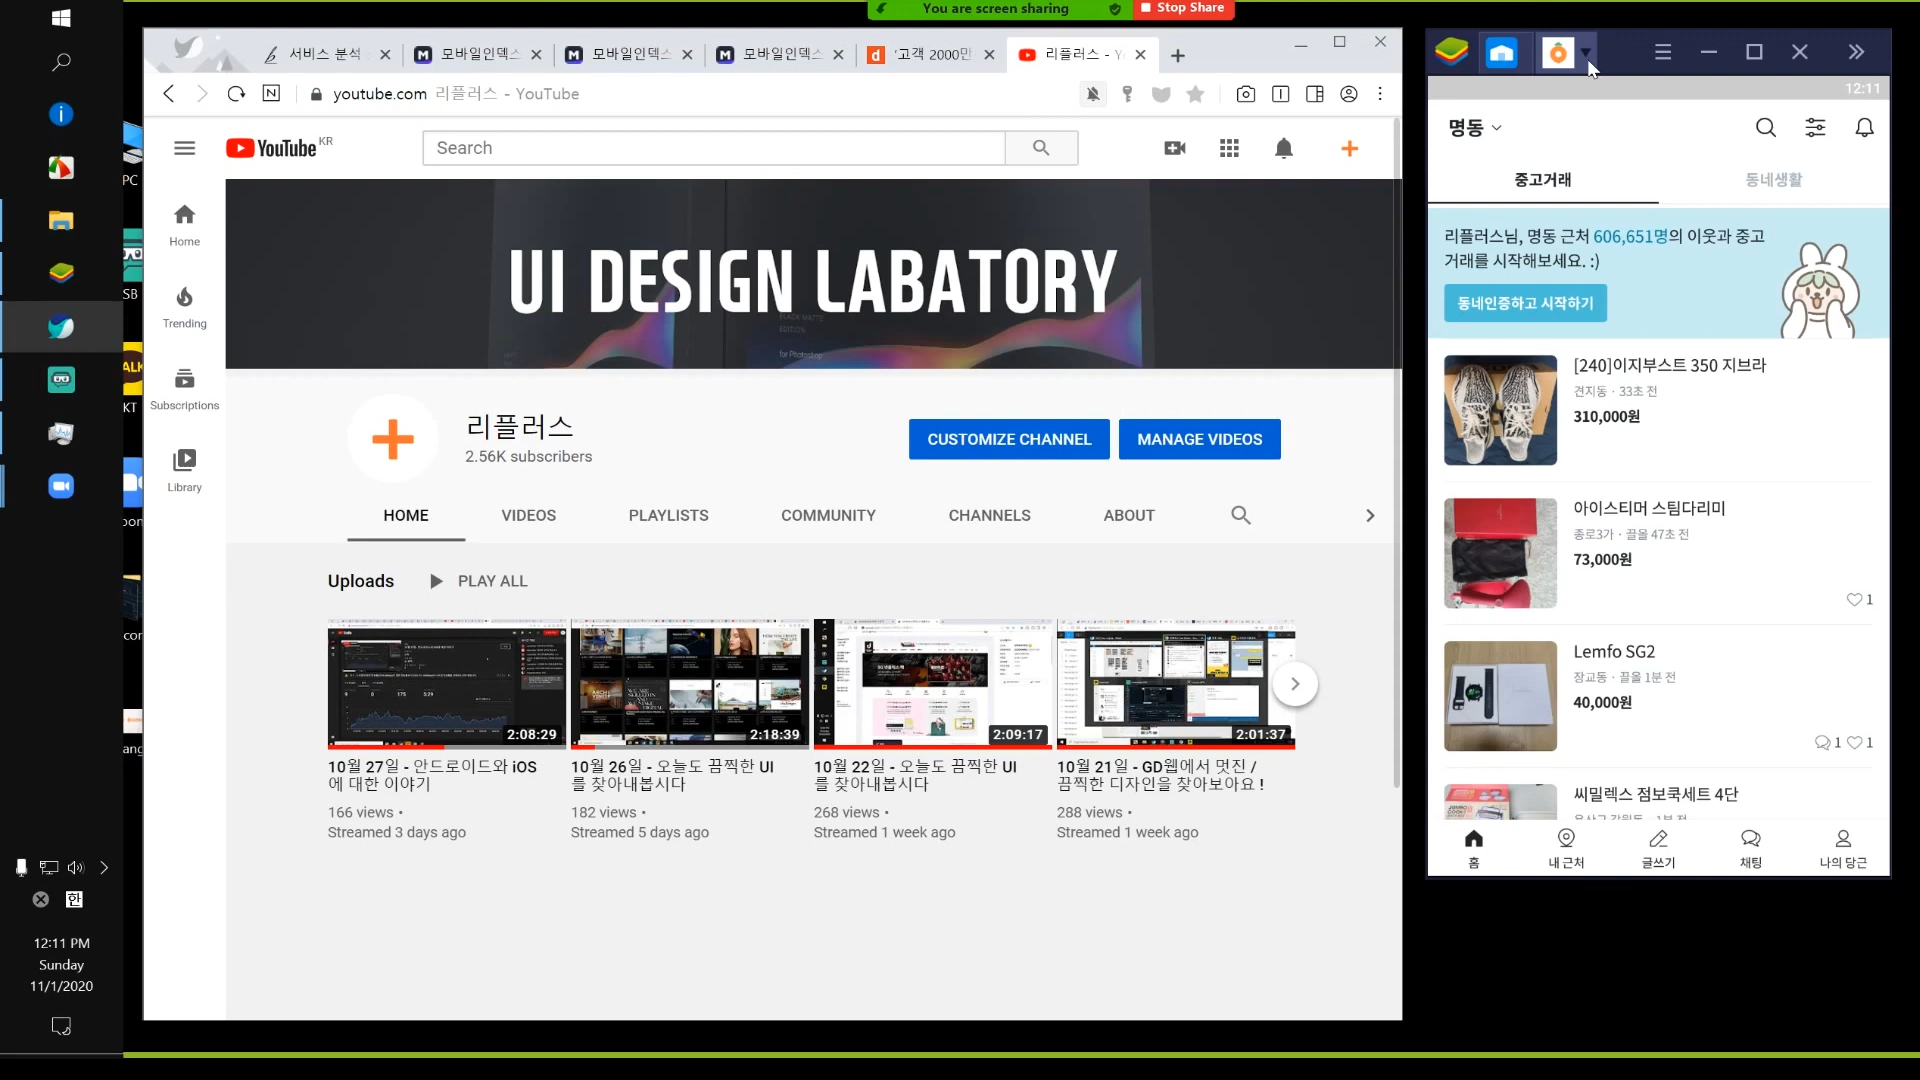 You are screen sharing
Stop Share
서비스 분석
모바일인덱스
모바일인덱스
모바일인덱스
'고객 2000만
리플러스 - Y
youtube.com 리플러스 - YouTube
YouTube KR
Search
Home
Trending
Subscriptions
Library
UI DESIGN LABATORY
BLACK MATTE
EDITION
for Photoshop
리플러스
2.56K subscribers
CUSTOMIZE CHANNEL
MANAGE VIDEOS
HOME
VIDEOS
PLAYLISTS
COMMUNITY
CHANNELS
ABOUT
Uploads
PLAY ALL
2:08:29
2:18:39
2:09:17
2:01:37
10월 27일 - 안드로이드와 iOS
에 대한 이야기
166 views •
Streamed 3 days ago
10월 26일 - 오늘도 끔찍한 UI
를 찾아내봅시다
182 views •
Streamed 5 days ago
10월 22일 - 오늘도 끔찍한 UI
를 찾아내봅시다
268 views •
Streamed 1 week ago
10월 21일 - GD웹에서 멋진 /
끔찍한 디자인을 찾아보아요 !
288 views •
Streamed 1 week ago
12:11
명동
중고거래
동네생활
리플러스님, 명동 근처 606,651명의 이웃과 중고
거래를 시작해보세요. :)
동네인증하고 시작하기
[240]이지부스트 350 지브라
견지동 · 33초 전
310,000원
아이스티머 스팀다리미
종로3가 · 끌올 47초 전
73,000원
1
Lemfo SG2
장교동 · 끌올 1분 전
40,000원
1 1
씨밀렉스 점보쿡세트 4단
홈
내 근처
글쓰기
채팅
나의 당근
PC
SB
KT
한
12:11 PM
Sunday
11/1/2020